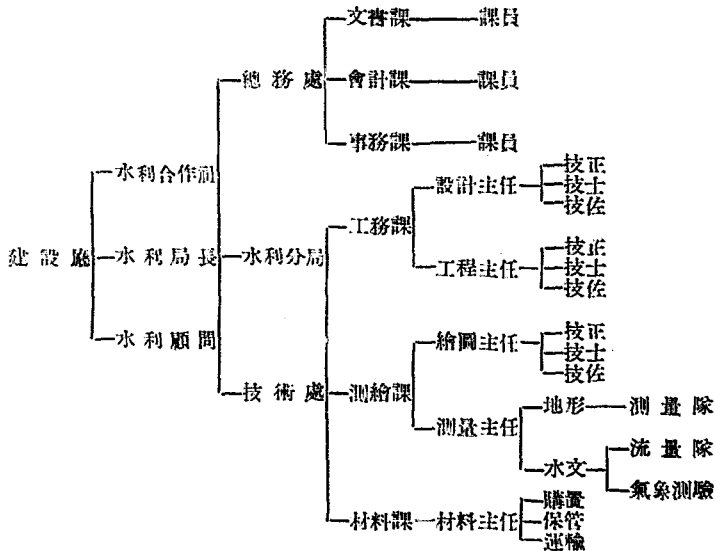 文書課 課員
總務處 會計課 課員
事務課 課員
水利合作社
設計主任 技正
技士
技佐
工務課
建設廳 水利局長 水利分局
工程主任 技正
技士
技佐
水利顧問
繪圖主任 技正
技士
技佐
技術處 測繪課
測量主任 地形 測量隊
水文 流量隊
氣象測驗
材料課 材料主任 購置
保管
運輸